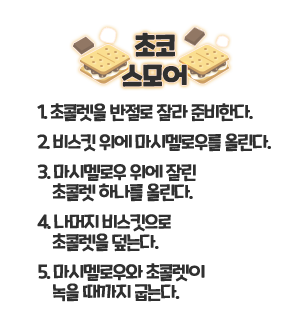 초코
스모어
1. 초콜렛을 반절로 잘라 준비한다.
2. 비스킷 위에 마시멜로우를 올린다.
3. 마시멜로우 위에 잘린
초콜렛 하나를 올린다.
4. 나머지 비스킷으로
초콜렛을 덮는다.
5. 마시멜로우와 초콜렛이
녹을 때까지 굽는다.